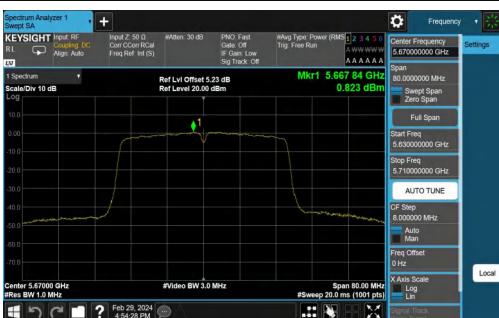 Spectrum Analyzer 1
Swept SA
Frequency
KEYSIGHT Input: RF
Coupling: DC
Align: Auto
RL
Input Z: 50 Ω
Corr CCorr RCal
Freq Ref: Int (S)
#Atten: 30 dB
PNO: Fast
Gate: Off
IF Gain: Low
Sig Track: Off
#Avg Type: Power (RMS
Trig: Free Run
1 2 3 4 5 6
A W W W W W
A A A A A A
1 Spectrum
Scale/Div 10 dB
Ref Lvl Offset 5.23 dB
Ref Level 20.00 dBm
Mkr1 5.667 84 GHz
0.823 dBm
Log
10.0
0.00
-10.0
-20.0
-30.0
-40.0
-50.0
-60.0
-70.0
1
Center 5.67000 GHz
#Res BW 1.0 MHz
#Video BW 3.0 MHz
Span 80.00 MHz
#Sweep 20.0 ms (1001 pts)
Feb 29, 2024
4:54:28 PM
Center Frequency
5.670000000 GHz
Span
80.0000000 MHz
Swept Span
Zero Span
Full Span
Start Freq
5.630000000 GHz
Stop Freq
5.710000000 GHz
AUTO TUNE
CF Step
8.000000 MHz
Auto
Man
Freq Offset
0 Hz
X Axis Scale
Log
Lin
Signal Track
Settings
Local